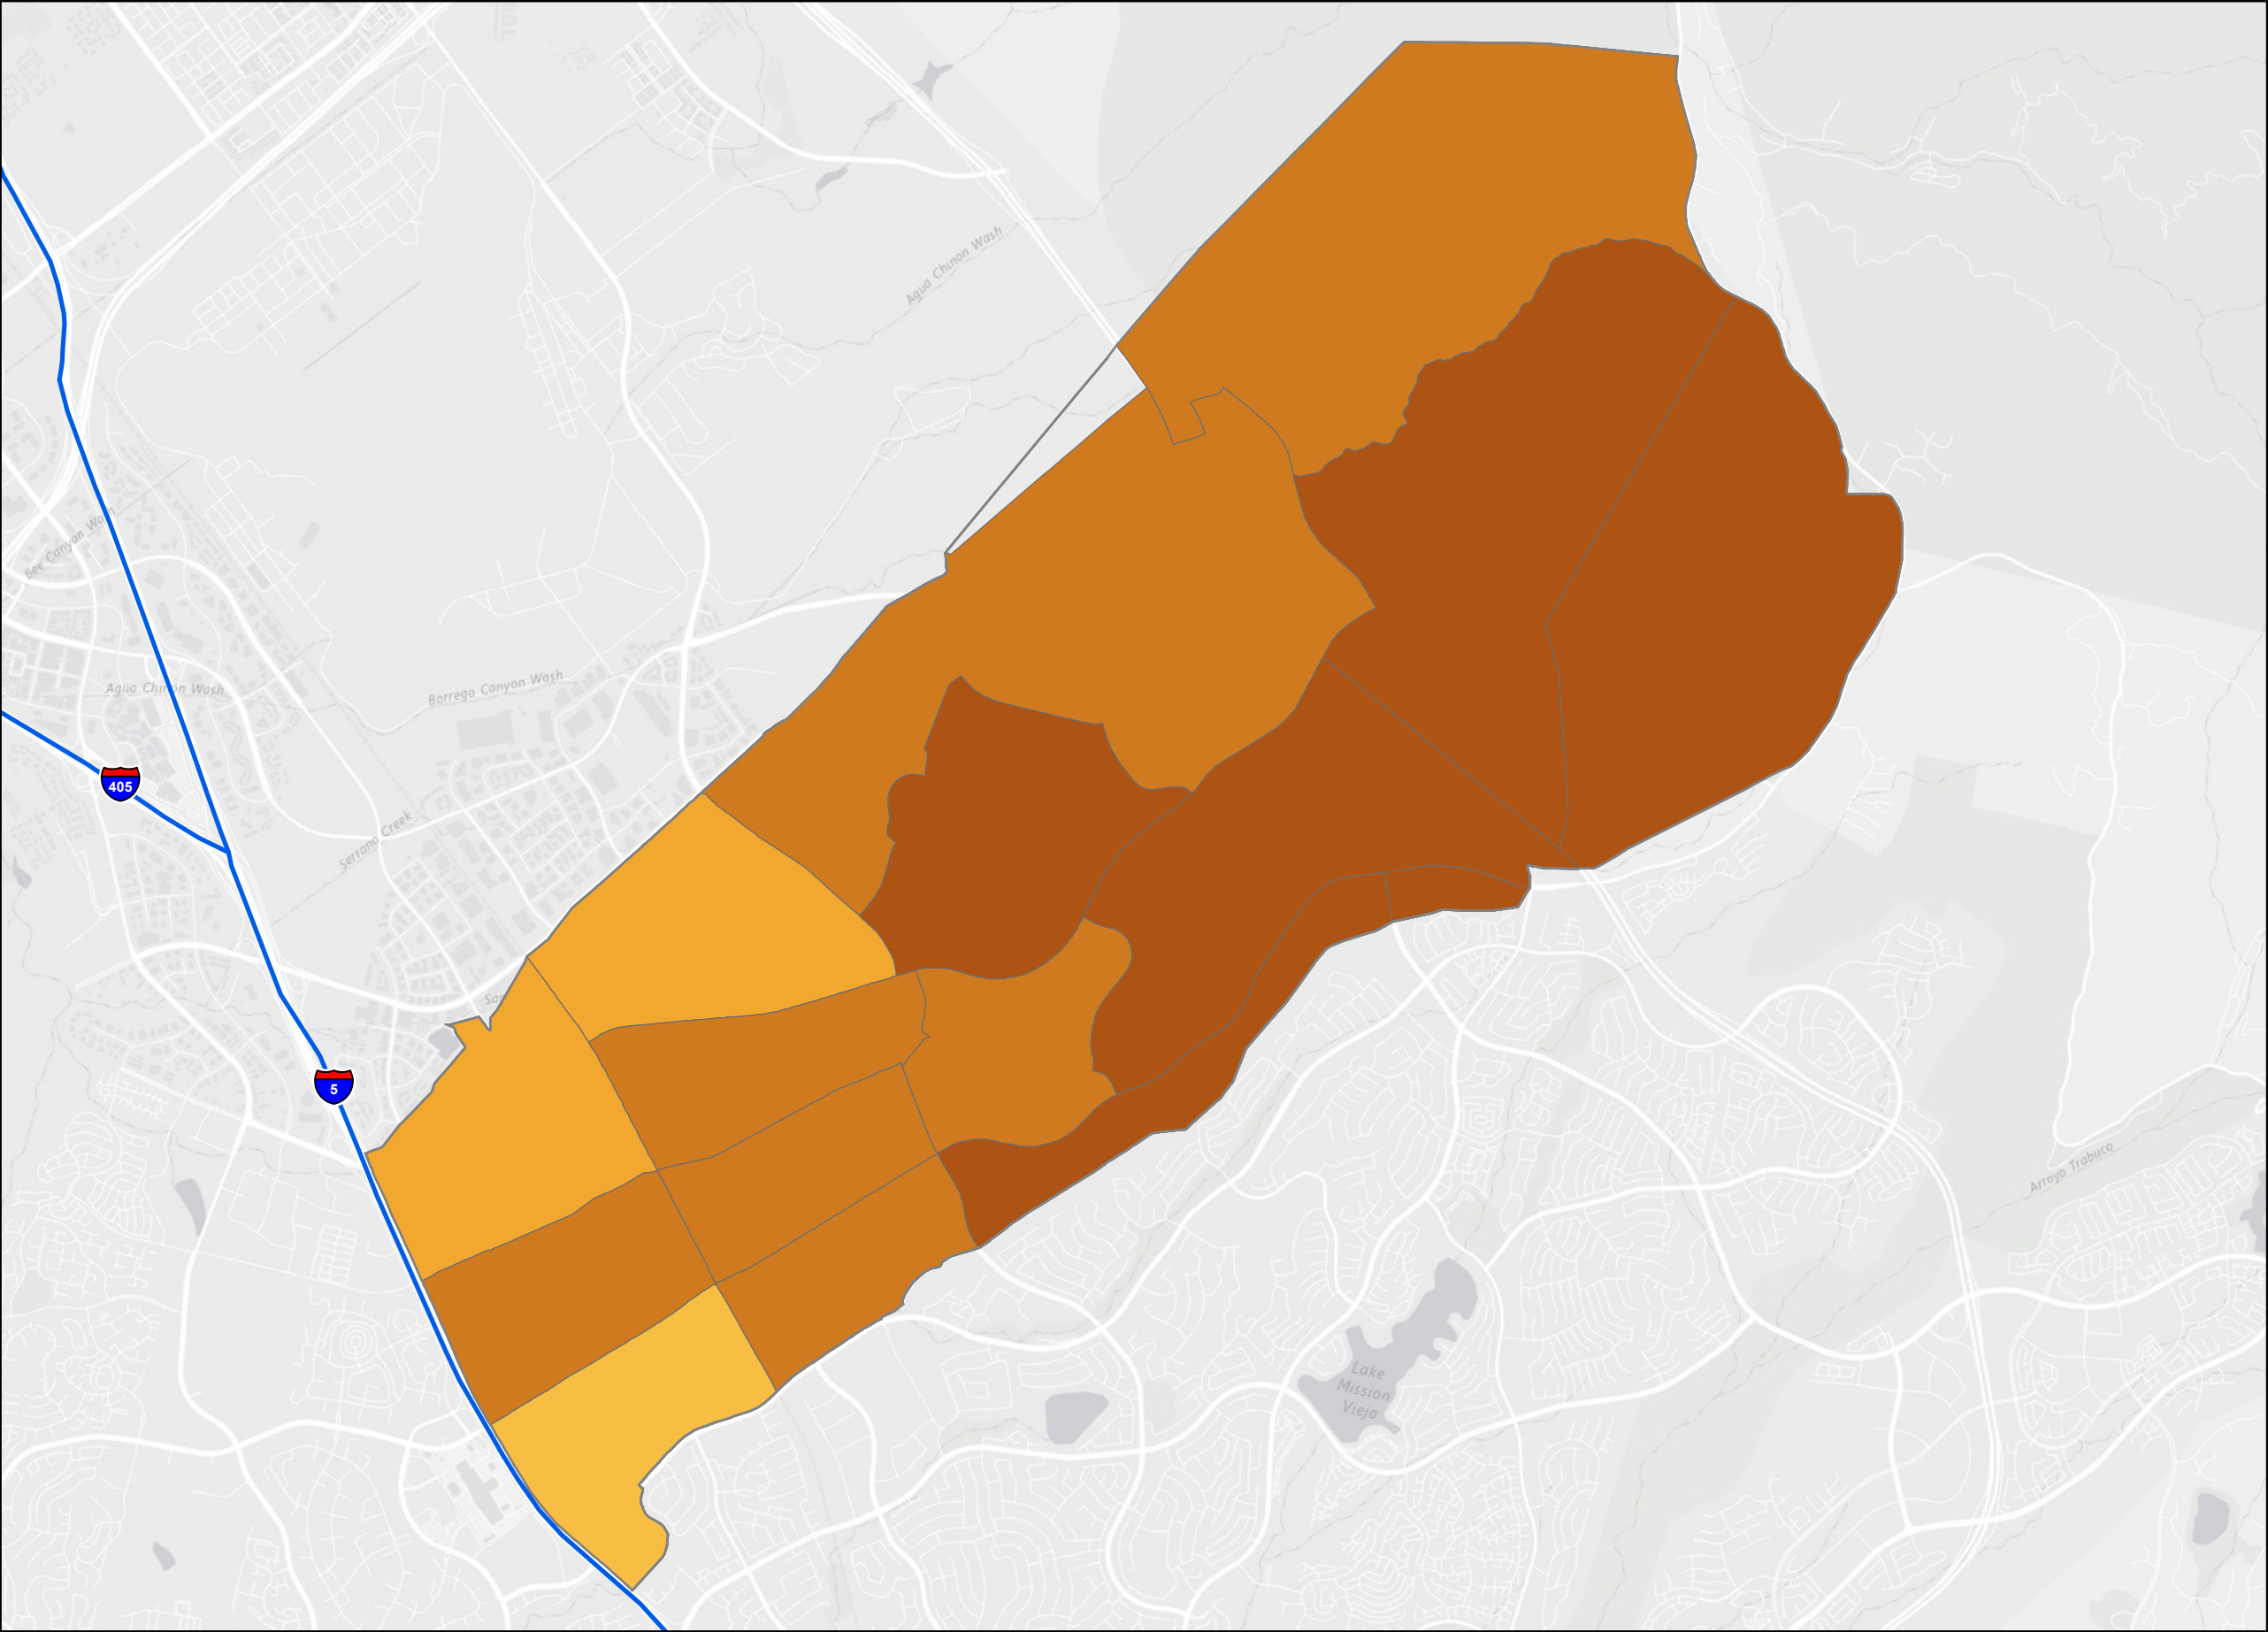 Agua Chinon Wash
Bee Canyon Wash
Agua Chinon Wash
Borrego Canyon Wash
405
Serrano Creek
5
Arroyo Trabuco
Lake
Mission
Viejo